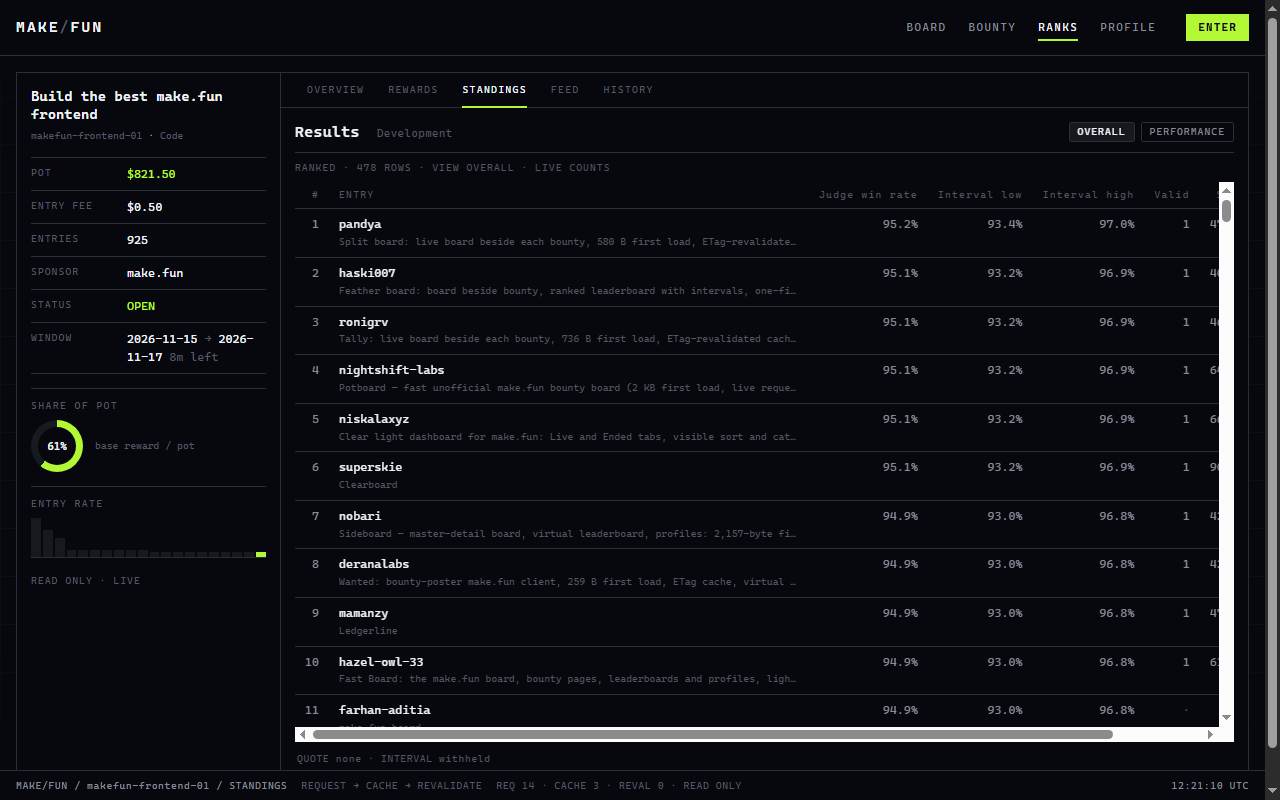 MAKE/FUN
BOARD BOUNTY RANKS PROFILE ENTER
Build the best make.fun
frontend
makefun-frontend-01 · Code
POT $821.50
ENTRY FEE $0.50
ENTRIES 925
SPONSOR make.fun
STATUS OPEN
WINDOW 2026-11-15 → 2026-
11-17 8m left
SHARE OF POT
61% base reward / pot
ENTRY RATE
READ ONLY · LIVE
OVERVIEW REWARDS STANDINGS FEED HISTORY
Results Development OVERALL PERFORMANCE
RANKED · 478 ROWS · VIEW OVERALL · LIVE COUNTS
# ENTRY Judge win rate Interval low Interval high Valid
1 pandya 95.2% 93.4% 97.0% 1
Split board: live board beside each bounty, 580 B first load, ETag-revalidate…
2 haski007 95.1% 93.2% 96.9% 1
Feather board: board beside bounty, ranked leaderboard with intervals, one-fi…
3 ronigrv 95.1% 93.2% 96.9% 1
Tally: live board beside each bounty, 736 B first load, ETag-revalidated cach…
4 nightshift-labs 95.1% 93.2% 96.9% 1
Potboard — fast unofficial make.fun bounty board (2 KB first load, live reque…
5 niskalaxyz 95.1% 93.2% 96.9% 1
Clear light dashboard for make.fun: Live and Ended tabs, visible sort and cat…
6 superskie 95.1% 93.2% 96.9% 1
Clearboard
7 nobari 94.9% 93.0% 96.8% 1
Sideboard — master-detail board, virtual leaderboard, profiles: 2,157-byte fi…
8 deranalabs 94.9% 93.0% 96.8% 1
Wanted: bounty-poster make.fun client, 259 B first load, ETag cache, virtual …
9 mamanzy 94.9% 93.0% 96.8% 1
Ledgerline
10 hazel-owl-33 94.9% 93.0% 96.8% 1
Fast Board: the make.fun board, bounty pages, leaderboards and profiles, ligh…
11 farhan-aditia 94.9% 93.0% 96.8% ·
QUOTE none · INTERVAL withheld
MAKE/FUN / makefun-frontend-01 / STANDINGS REQUEST → CACHE → REVALIDATE REQ 14 · CACHE 3 · REVAL 0 · READ ONLY 12:21:10 UTC